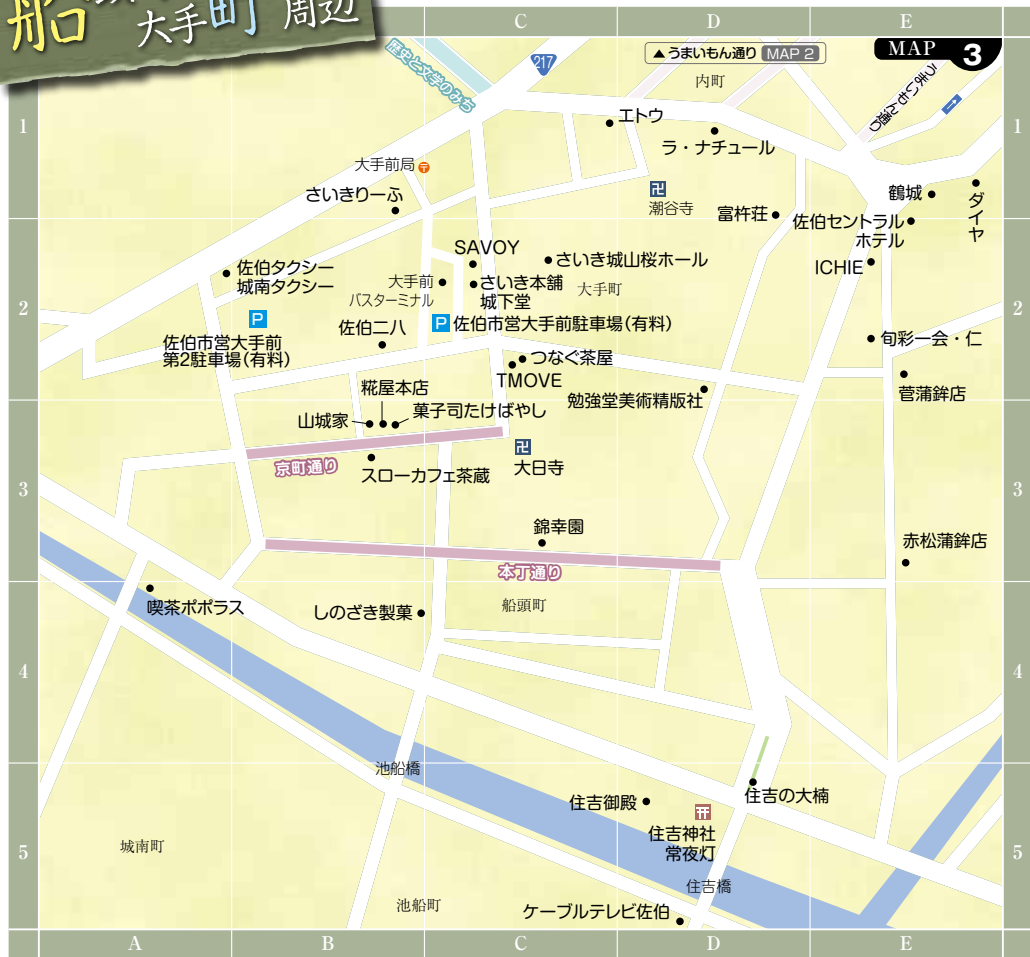 船
大手町 周辺
MAP 3
C
D
E
歴史と文学のみち
217
▲うまいもん通り MAP 2
内町
うまいもん通り
1
1
エトウ
ラ・ナチュール
大手前局
さいきりーふ
潮谷寺
富杵荘
鶴城
ダイヤ
佐伯セントラル
ホテル
SAVOY
さいき城山桜ホール
ICHIE
佐伯タクシー
城南タクシー
大手前
バスターミナル
さいき本舗
城下堂
大手町
2
2
P
佐伯市営大手前
第2駐車場(有料)
佐伯二八
P 佐伯市営大手前駐車場(有料)
旬彩一会・仁
つなぐ茶屋
TMOVE
菅蒲鉾店
糀屋本店
勉強堂美術精版社
山城家
菓子司たけばやし
京町通り
スローカフェ茶蔵
大日寺
3
3
錦幸園
赤松蒲鉾店
本丁通り
喫茶ポポラス
しのざき製菓
船頭町
4
4
池船橋
住吉御殿
住吉の大楠
住吉神社
常夜灯
城南町
5
5
住吉橋
池船町
ケーブルテレビ佐伯
A
B
C
D
E